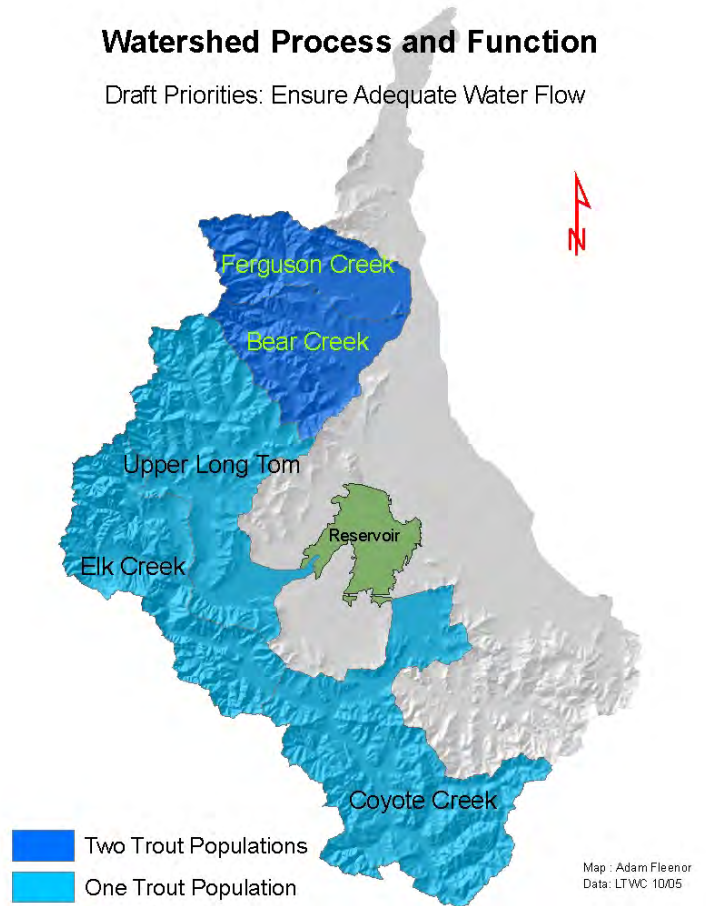 Watershed Process and Function
Draft Priorities: Ensure Adequate Water Flow
N
Ferguson Creek
Bear Creek
Upper Long Tom
Reservoir
Elk Creek
Coyote Creek
Two Trout Populations
One Trout Population
Map : Adam Fleenor
Data: LTWC 10/05